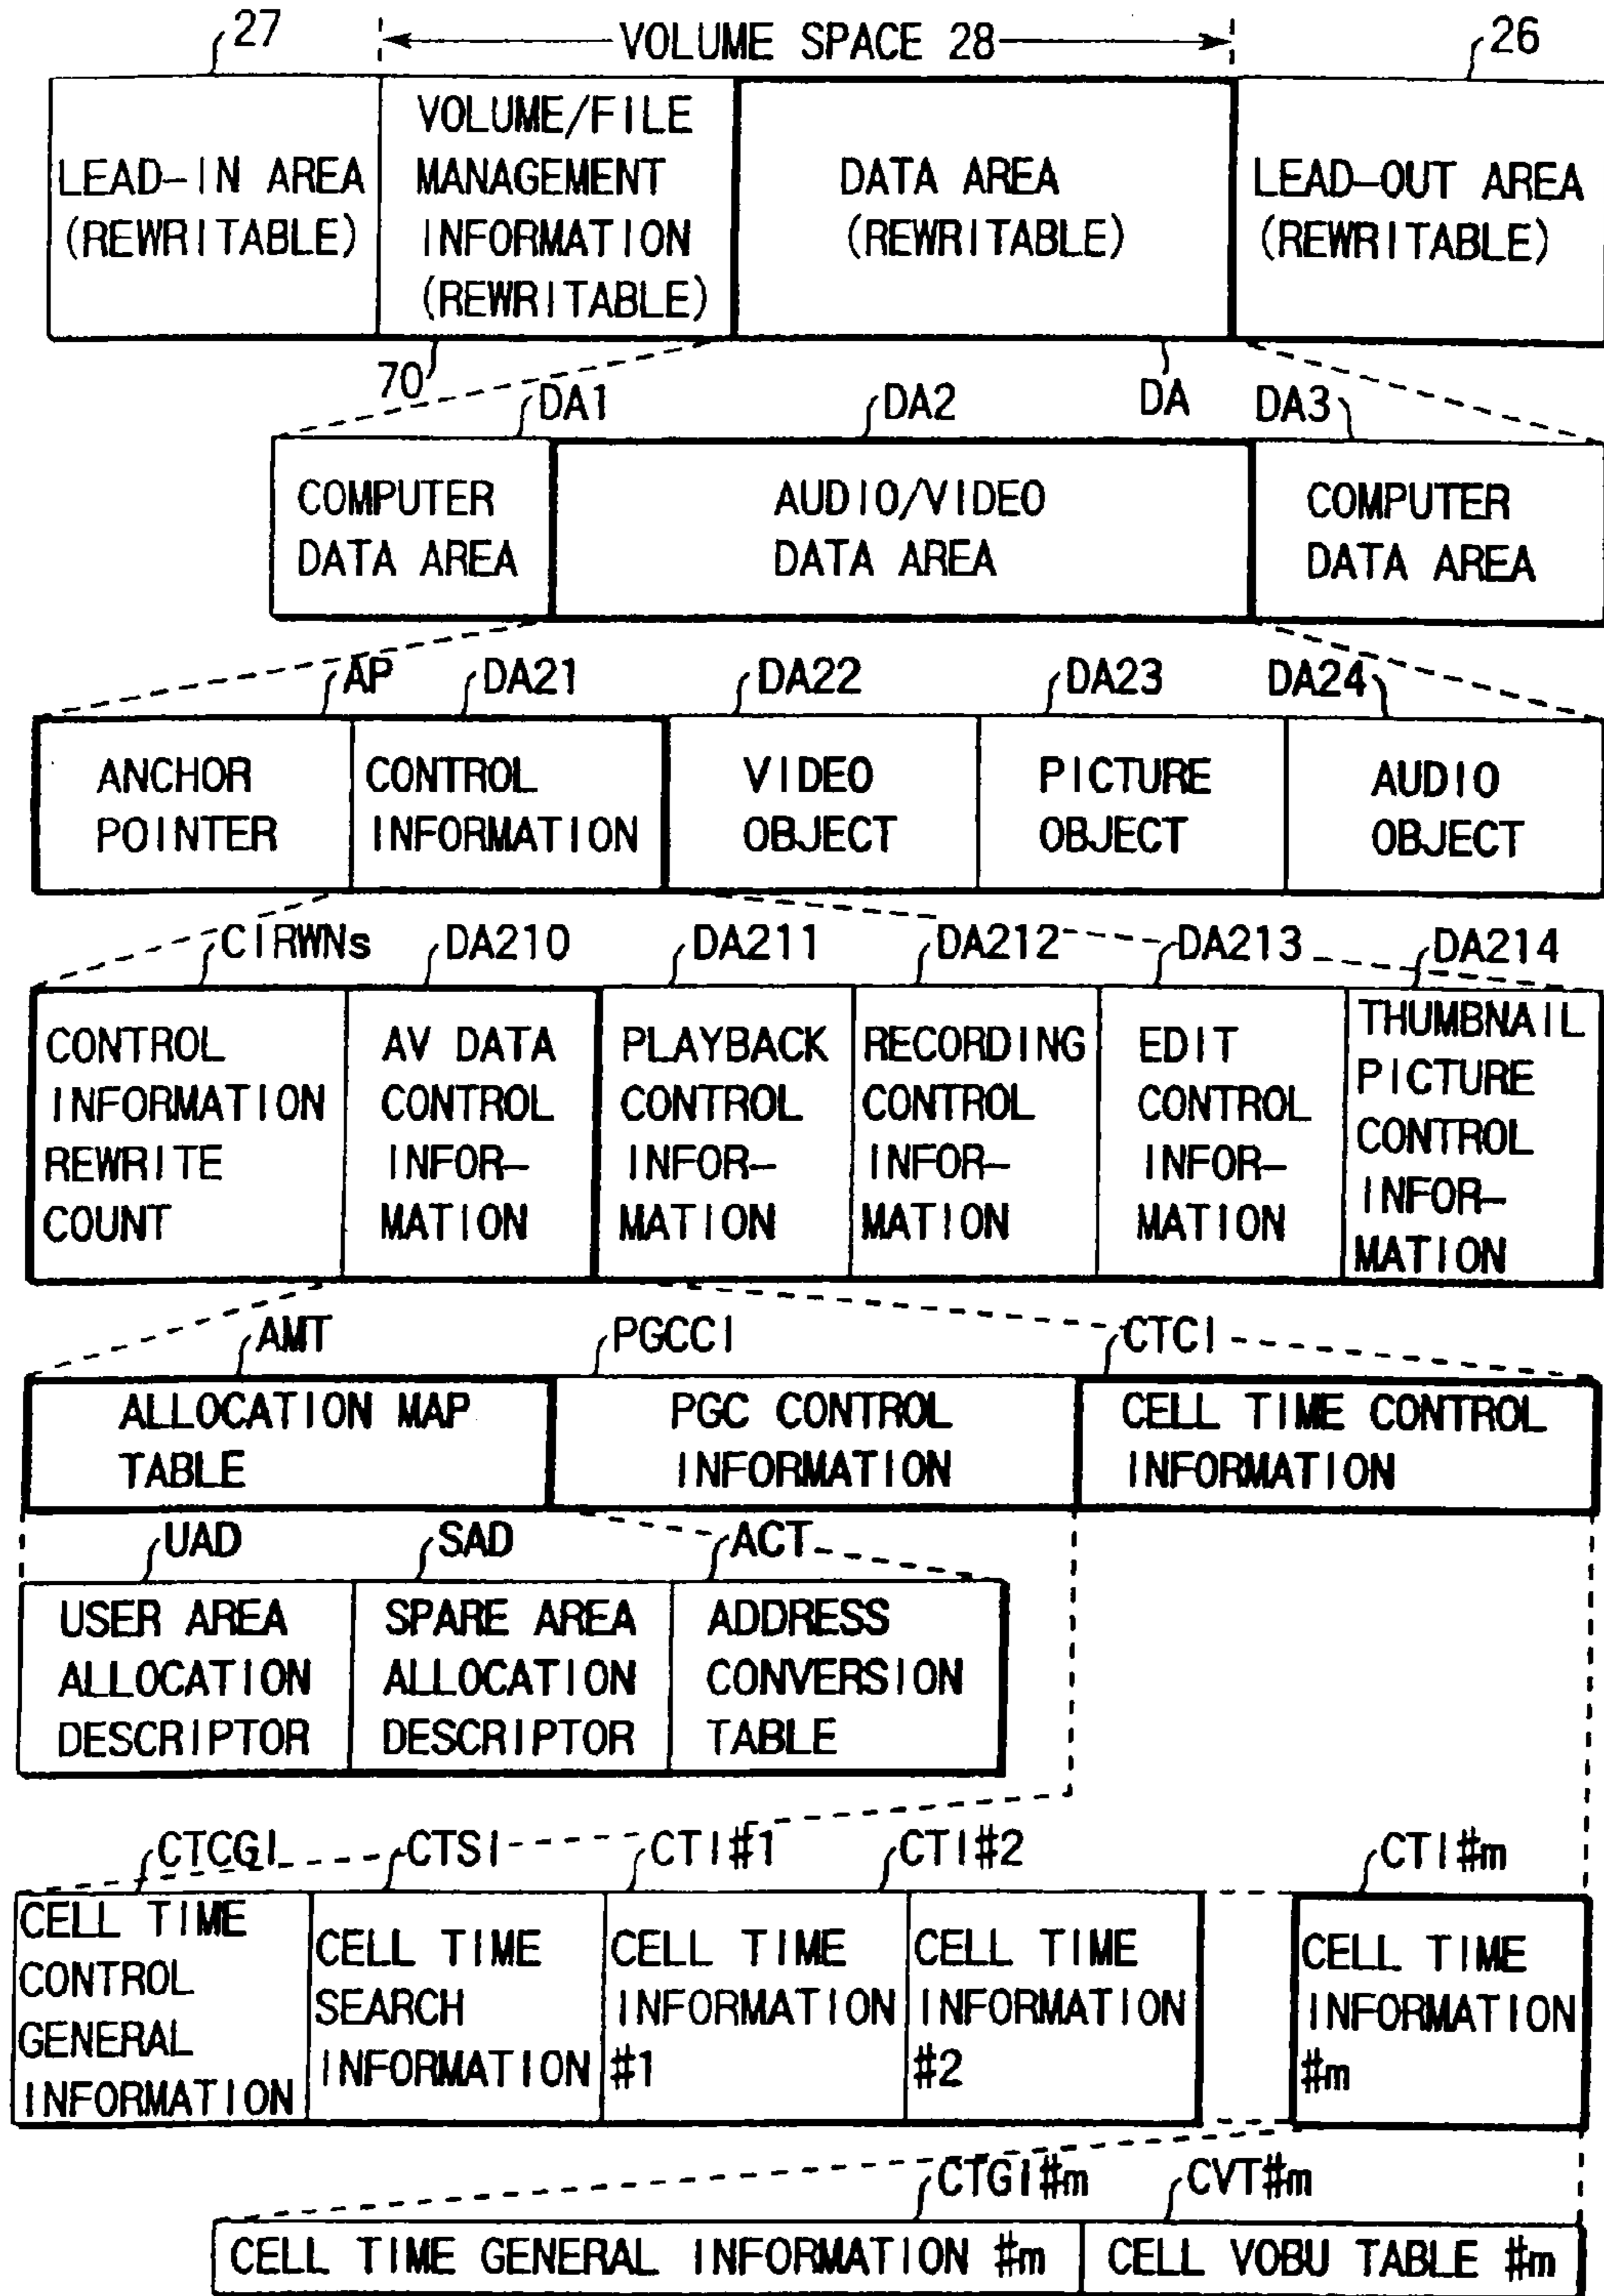 27
VOLUME SPACE 28
26
LEAD-IN AREA
(REWRITABLE)
VOLUME/FILE
MANAGEMENT
INFORMATION
(REWRITABLE)
DATA AREA
(REWRITABLE)
LEAD-OUT AREA
(REWRITABLE)
70
DA
DA1
DA2
DA3
COMPUTER
DATA AREA
AUDIO/VIDEO
DATA AREA
COMPUTER
DATA AREA
AP
DA21
DA22
DA23
DA24
ANCHOR
POINTER
CONTROL
INFORMATION
VIDEO
OBJECT
PICTURE
OBJECT
AUDIO
OBJECT
CIRWNs
DA210
DA211
DA212
DA213
DA214
CONTROL
INFORMATION
REWRITE
COUNT
AV DATA
CONTROL
INFOR-
MATION
PLAYBACK
CONTROL
INFOR-
MATION
RECORDING
CONTROL
INFOR-
MATION
EDIT
CONTROL
INFOR-
MATION
THUMBNAIL
PICTURE
CONTROL
INFOR-
MATION
AMT
PGCCI
CTCI
ALLOCATION MAP
TABLE
PGC CONTROL
INFORMATION
CELL TIME CONTROL
INFORMATION
UAD
SAD
ACT
USER AREA
ALLOCATION
DESCRIPTOR
SPARE AREA
ALLOCATION
DESCRIPTOR
ADDRESS
CONVERSION
TABLE
CTCGI
CTSI
CTI#1
CTI#2
CTI#m
CELL TIME
CONTROL
GENERAL
INFORMATION
CELL TIME
SEARCH
INFORMATION
CELL TIME
INFORMATION
#1
CELL TIME
INFORMATION
#2
CELL TIME
INFORMATION
#m
CTGI#m
CVT#m
CELL TIME GENERAL INFORMATION #m
CELL VOBU TABLE #m